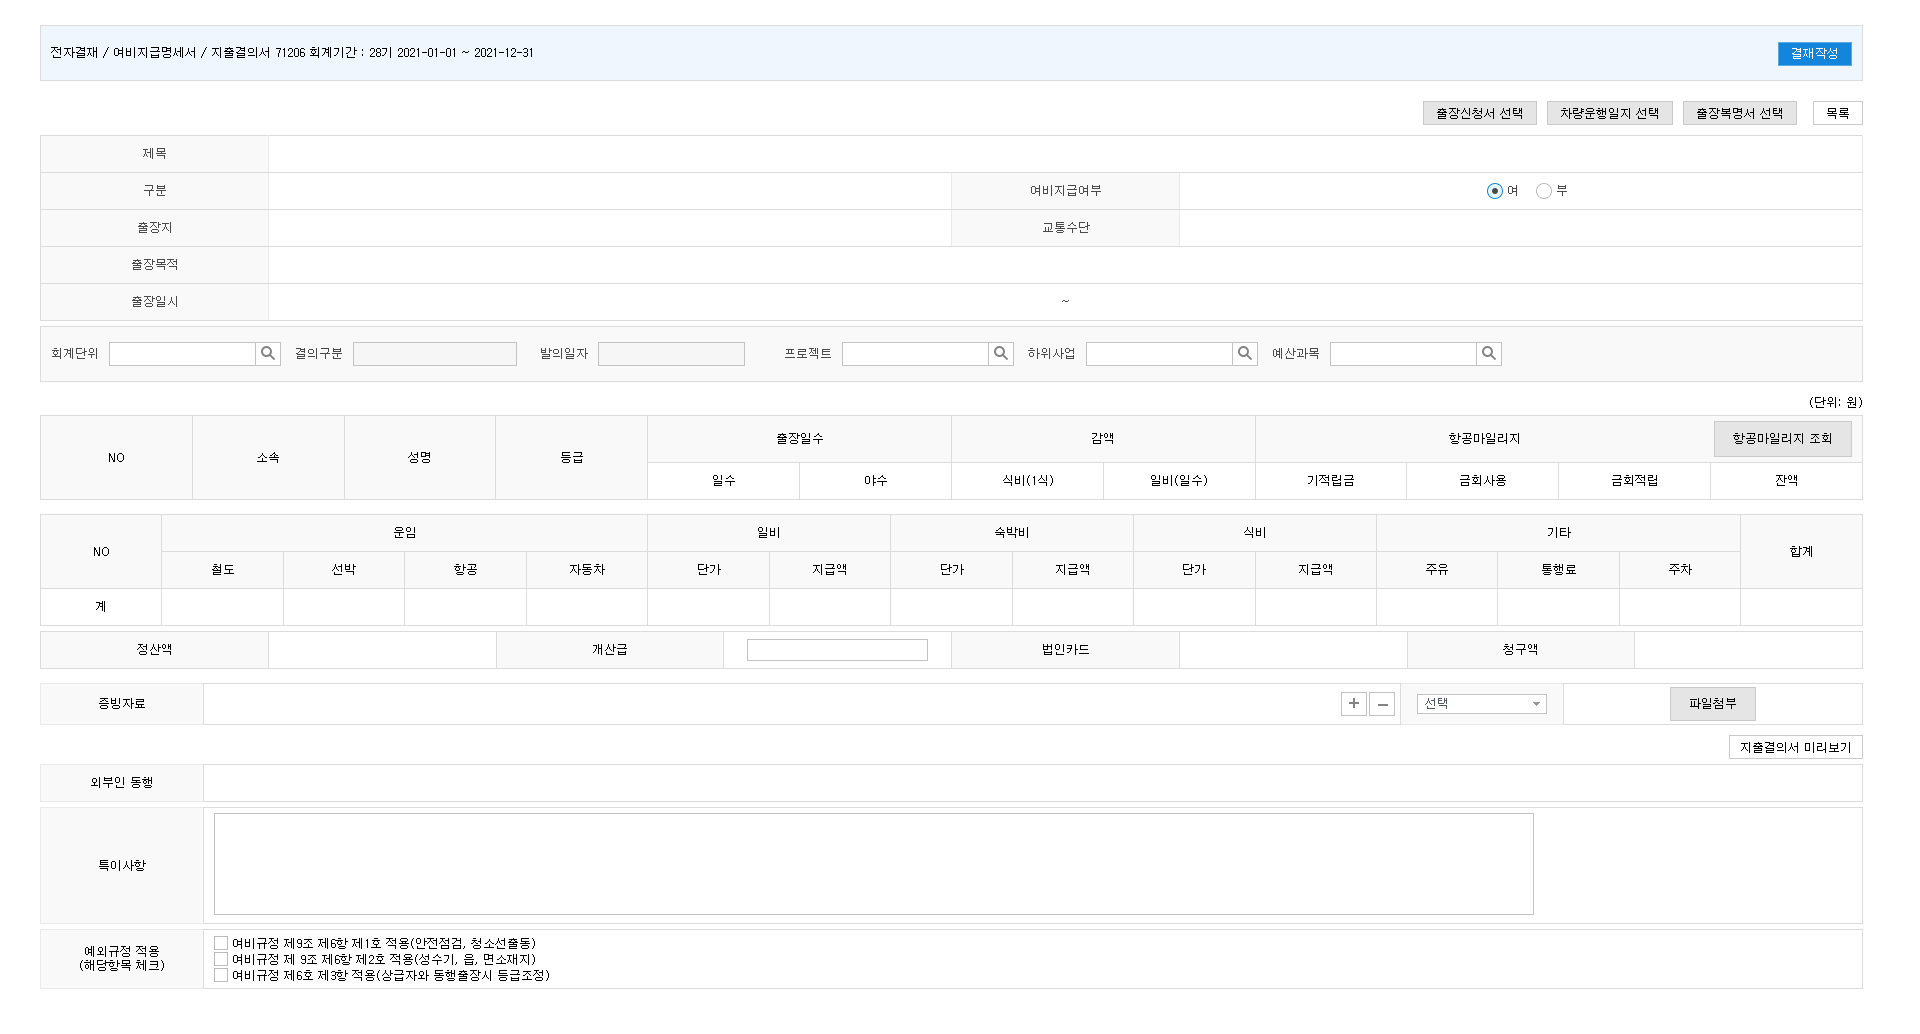 전자결재 / 여비지급명세서 / 지출결의서 71206 회계기간 : 28기 2021-01-01 ~ 2021-12-31
결재작성
출장신청서 선택 차량운행일지 선택 출장복명서 선택 목록
제목
구분 여비지급여부 여 부
출장지 교통수단
출장목적
출장일시 ~
회계단위 결의구분 발의일자 프로젝트 하위사업 예산과목
(단위: 원)
NO 소속 성명 등급 출장일수 감액 항공마일리지 항공마일리지 조회
일수 야수 식비(1식) 일비(일수) 기적립금 금회사용 금회적립 잔액
NO 운임 일비 숙박비 식비 기타 합계
철도 선박 항공 자동차 단가 지급액 단가 지급액 단가 지급액 주유 통행료 주차
계
정산액 개산급 법인카드 청구액
증빙자료 + - 선택 파일첨부
지출결의서 미리보기
외부인 동행
특이사항
예외규정 적용
(해당항목 체크)
여비규정 제9조 제6항 제1호 적용(안전점검, 청소선출동)
여비규정 제 9조 제6항 제2호 적용(성수기, 읍, 면소재지)
여비규정 제6호 제3항 적용(상급자와 동행출장시 등급조정)